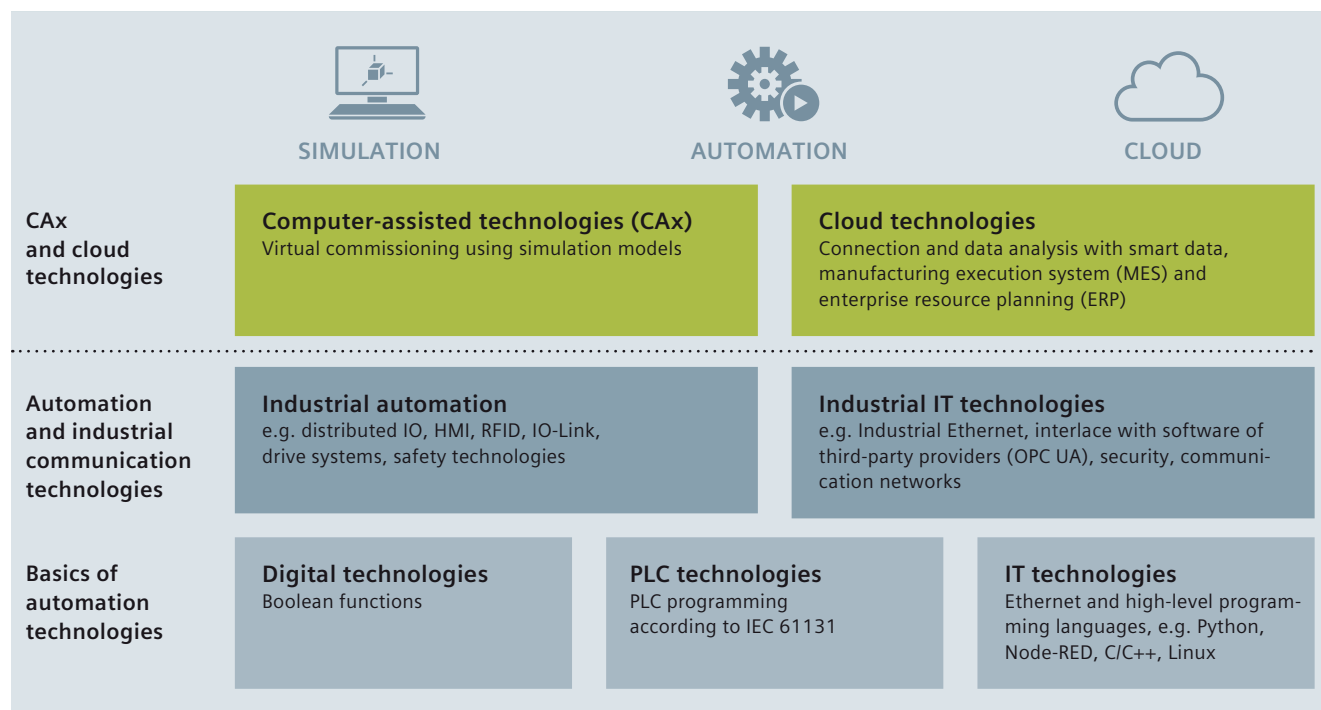 SIMULATION
AUTOMATION
CLOUD
CAx
and cloud
technologies
Computer-assisted technologies (CAx)
Virtual commissioning using simulation models
Cloud technologies
Connection and data analysis with smart data,
manufacturing execution system (MES) and
enterprise resource planning (ERP)
Automation
and industrial
communication
technologies
Industrial automation
e.g. distributed IO, HMI, RFID, IO-Link,
drive systems, safety technologies
Industrial IT technologies
e.g. Industrial Ethernet, interlace with software of
third-party providers (OPC UA), security, communi-
cation networks
Basics of
automation
technologies
Digital technologies
Boolean functions
PLC technologies
PLC programming
according to IEC 61131
IT technologies
Ethernet and high-level program-
ming languages, e.g. Python,
Node-RED, C/C++, Linux